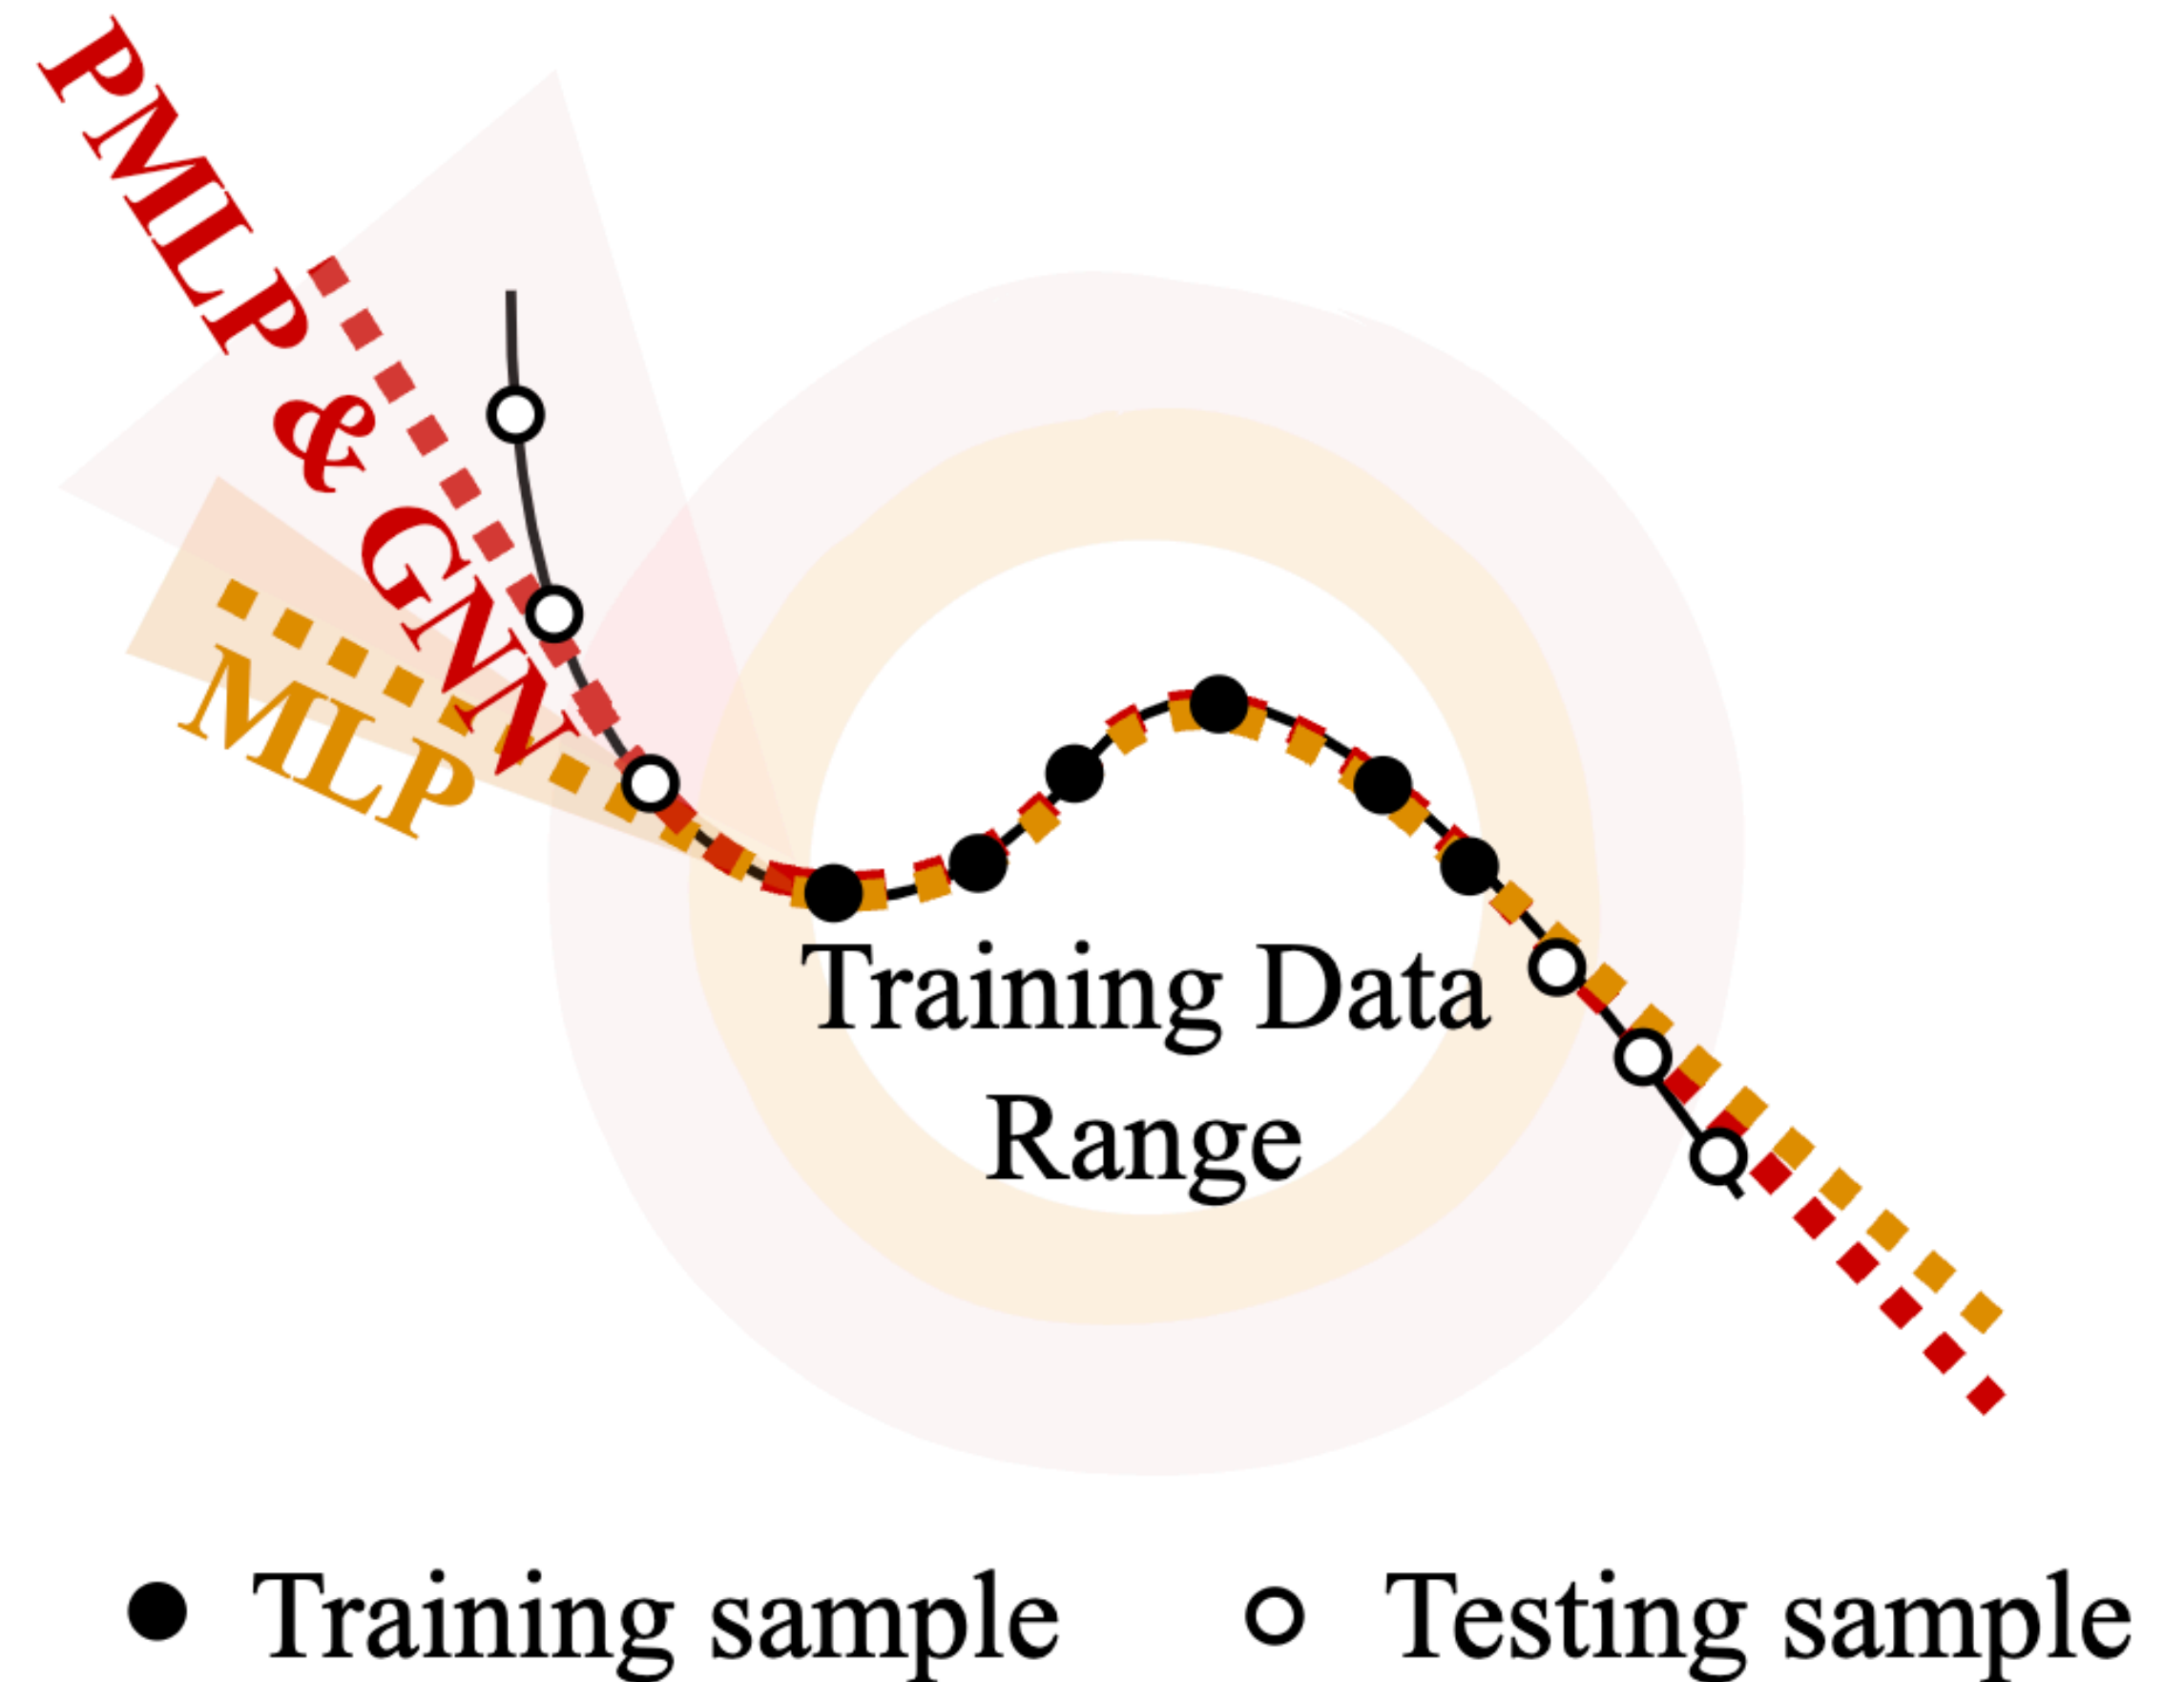 PMLP & GNN
MLP
Training Data
Range
Training sample
Testing sample